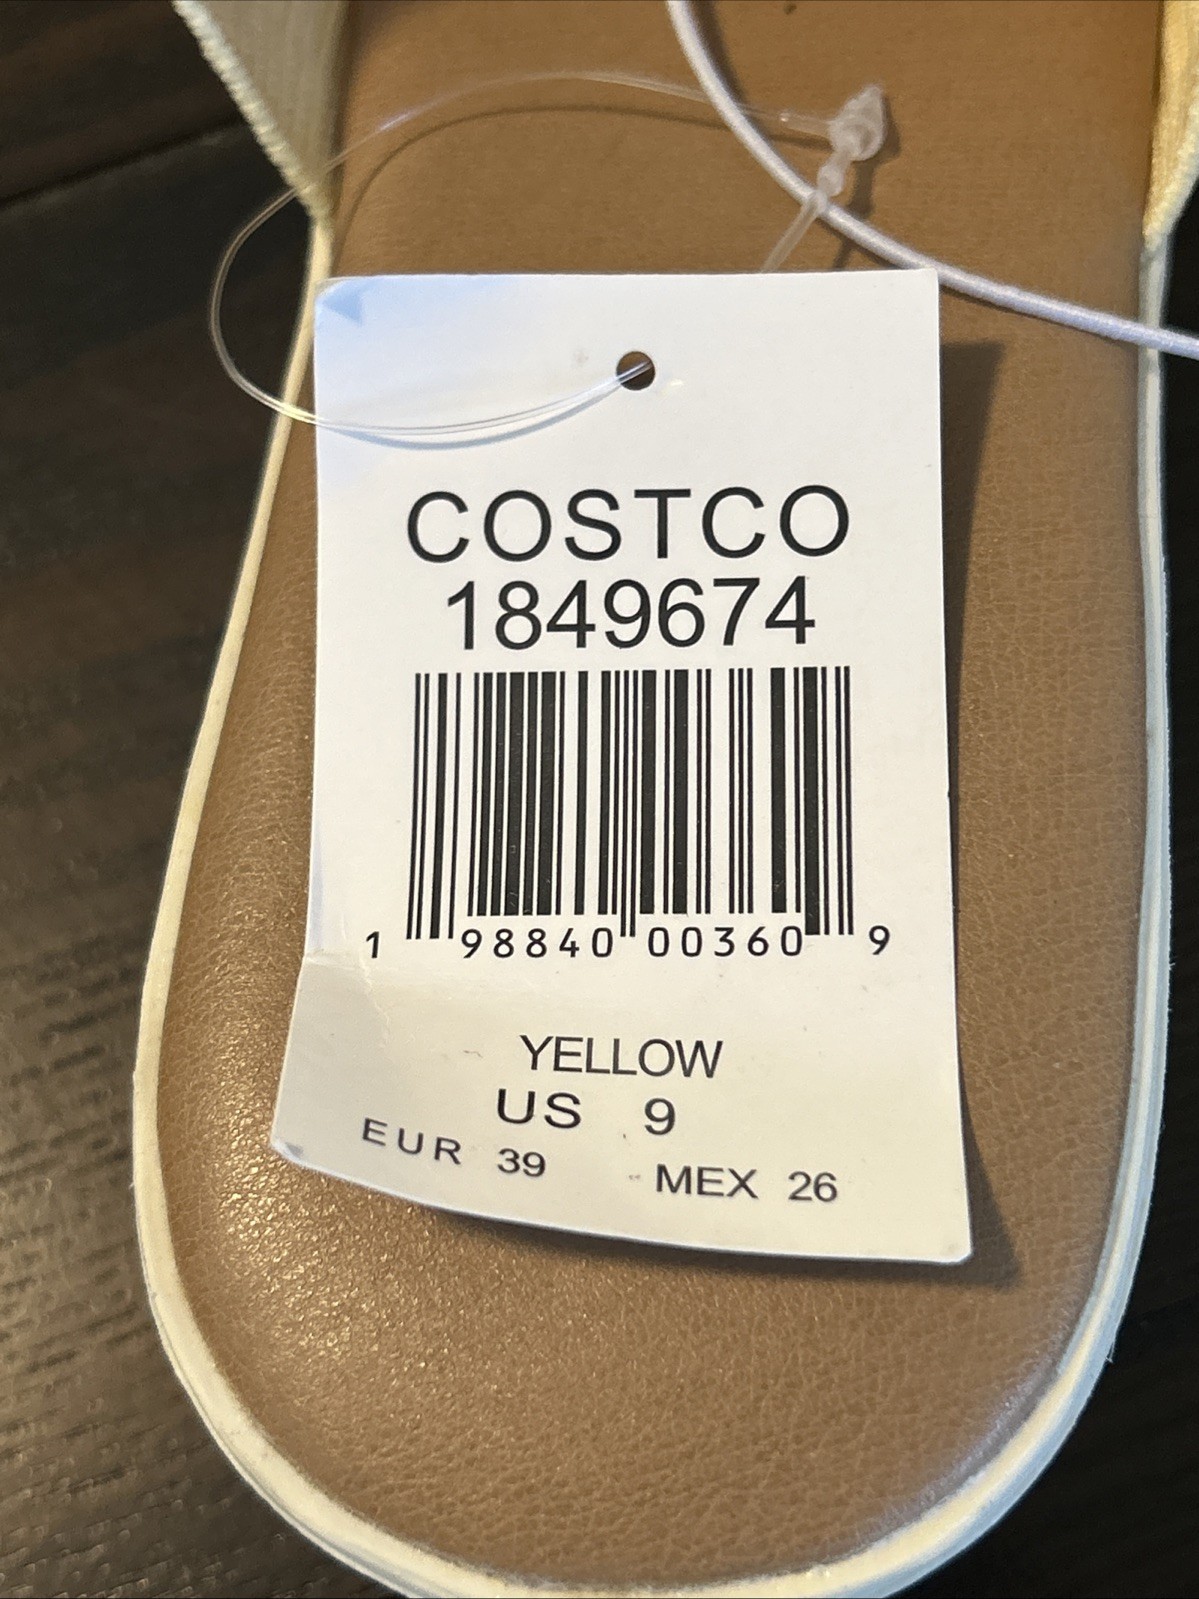 COSTCO
1849674
1 98840 00360 9
YELLOW
US 9
EUR 39 MEX 26